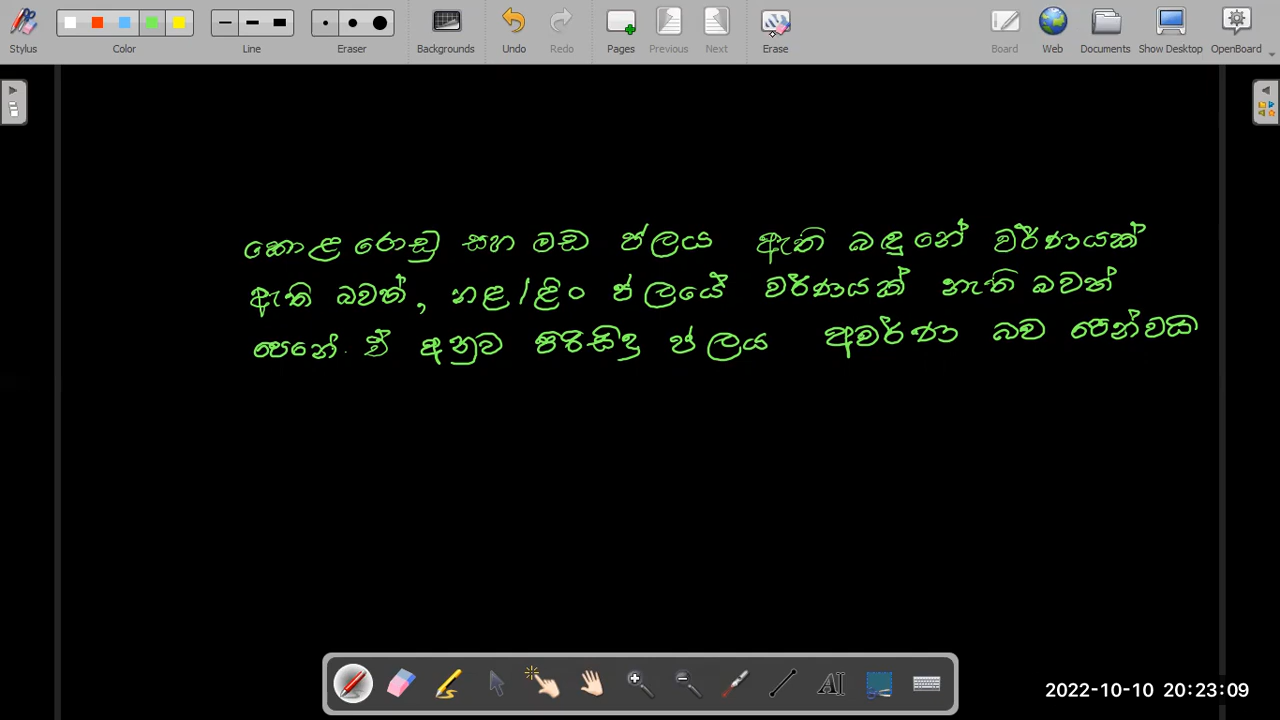 Stylus Color Line Eraser Backgrounds Undo Redo Pages Previous Next Erase Board Web Documents Show Desktop OpenBoard
කොළ රොඩු සහ මඩ ජලය ඇති බඳුනේ වර්ණයක්
ඇති බවත්, නළ/ළිං ජලයේ වර්ණයක් නැති බවත්
පෙනේ. ඒ අනුව පිරිසිදු ජලය අවර්ණ බව පෙන්වයි
2022-10-10 20:23:09